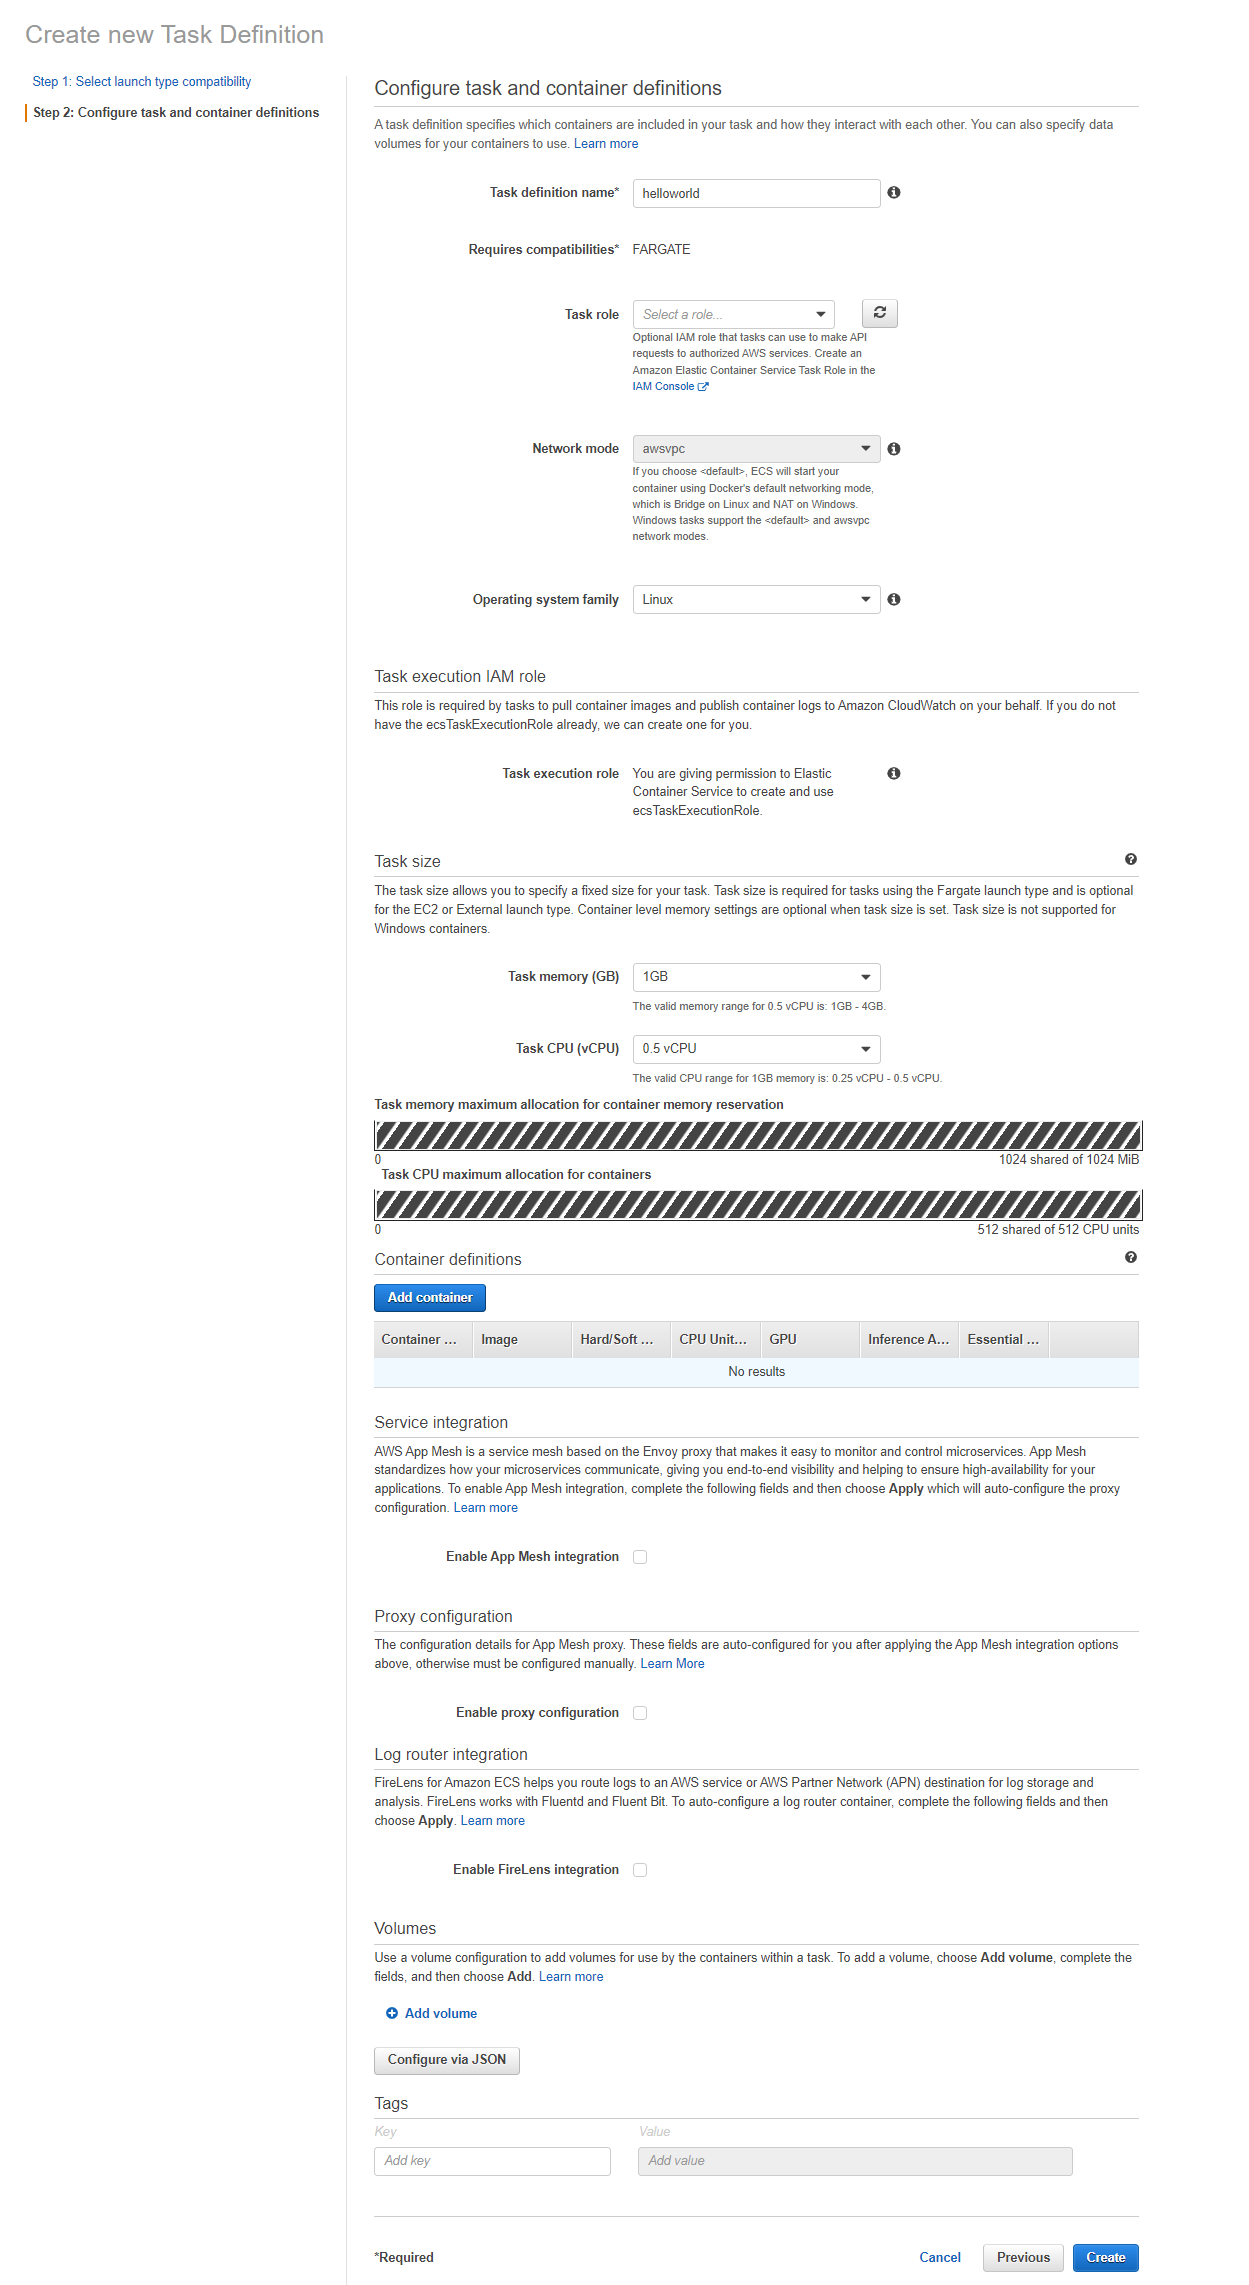 Create new Task Definition
Step 1: Select launch type compatibility
Step 2: Configure task and container definitions
Configure task and container definitions
A task definition specifies which containers are included in your task and how they interact with each other. You can also specify data
volumes for your containers to use. Learn more
Task definition name* helloworld
Requires compatibilities* FARGATE
Task role Select a role...
Optional IAM role that tasks can use to make API
requests to authorized AWS services. Create an
Amazon Elastic Container Service Task Role in the
IAM Console
Network mode awsvpc
If you choose <default>, ECS will start your
container using Docker's default networking mode,
which is Bridge on Linux and NAT on Windows.
Windows tasks support the <default> and awsvpc
network modes.
Operating system family Linux
Task execution IAM role
This role is required by tasks to pull container images and publish container logs to Amazon CloudWatch on your behalf. If you do not
have the ecsTaskExecutionRole already, we can create one for you.
Task execution role You are giving permission to Elastic
Container Service to create and use
ecsTaskExecutionRole.
Task size
The task size allows you to specify a fixed size for your task. Task size is required for tasks using the Fargate launch type and is optional
for the EC2 or External launch type. Container level memory settings are optional when task size is set. Task size is not supported for
Windows containers.
Task memory (GB) 1GB
The valid memory range for 0.5 vCPU is: 1GB - 4GB.
Task CPU (vCPU) 0.5 vCPU
The valid CPU range for 1GB memory is: 0.25 vCPU - 0.5 vCPU.
Task memory maximum allocation for container memory reservation
0 1024 shared of 1024 MiB
Task CPU maximum allocation for containers
0 512 shared of 512 CPU units
Container definitions
Add container
Container ... Image Hard/Soft ... CPU Unit... GPU Inference A... Essential ...
No results
Service integration
AWS App Mesh is a service mesh based on the Envoy proxy that makes it easy to monitor and control microservices. App Mesh
standardizes how your microservices communicate, giving you end-to-end visibility and helping to ensure high-availability for your
applications. To enable App Mesh integration, complete the following fields and then choose Apply which will auto-configure the proxy
configuration. Learn more
Enable App Mesh integration
Proxy configuration
The configuration details for App Mesh proxy. These fields are auto-configured for you after applying the App Mesh integration options
above, otherwise must be configured manually. Learn More
Enable proxy configuration
Log router integration
FireLens for Amazon ECS helps you route logs to an AWS service or AWS Partner Network (APN) destination for log storage and
analysis. FireLens works with Fluentd and Fluent Bit. To auto-configure a log router container, complete the following fields and then
choose Apply. Learn more
Enable FireLens integration
Volumes
Use a volume configuration to add volumes for use by the containers within a task. To add a volume, choose Add volume, complete the
fields, and then choose Add. Learn more
Add volume
Configure via JSON
Tags
Key Value
Add key Add value
*Required Cancel Previous Create